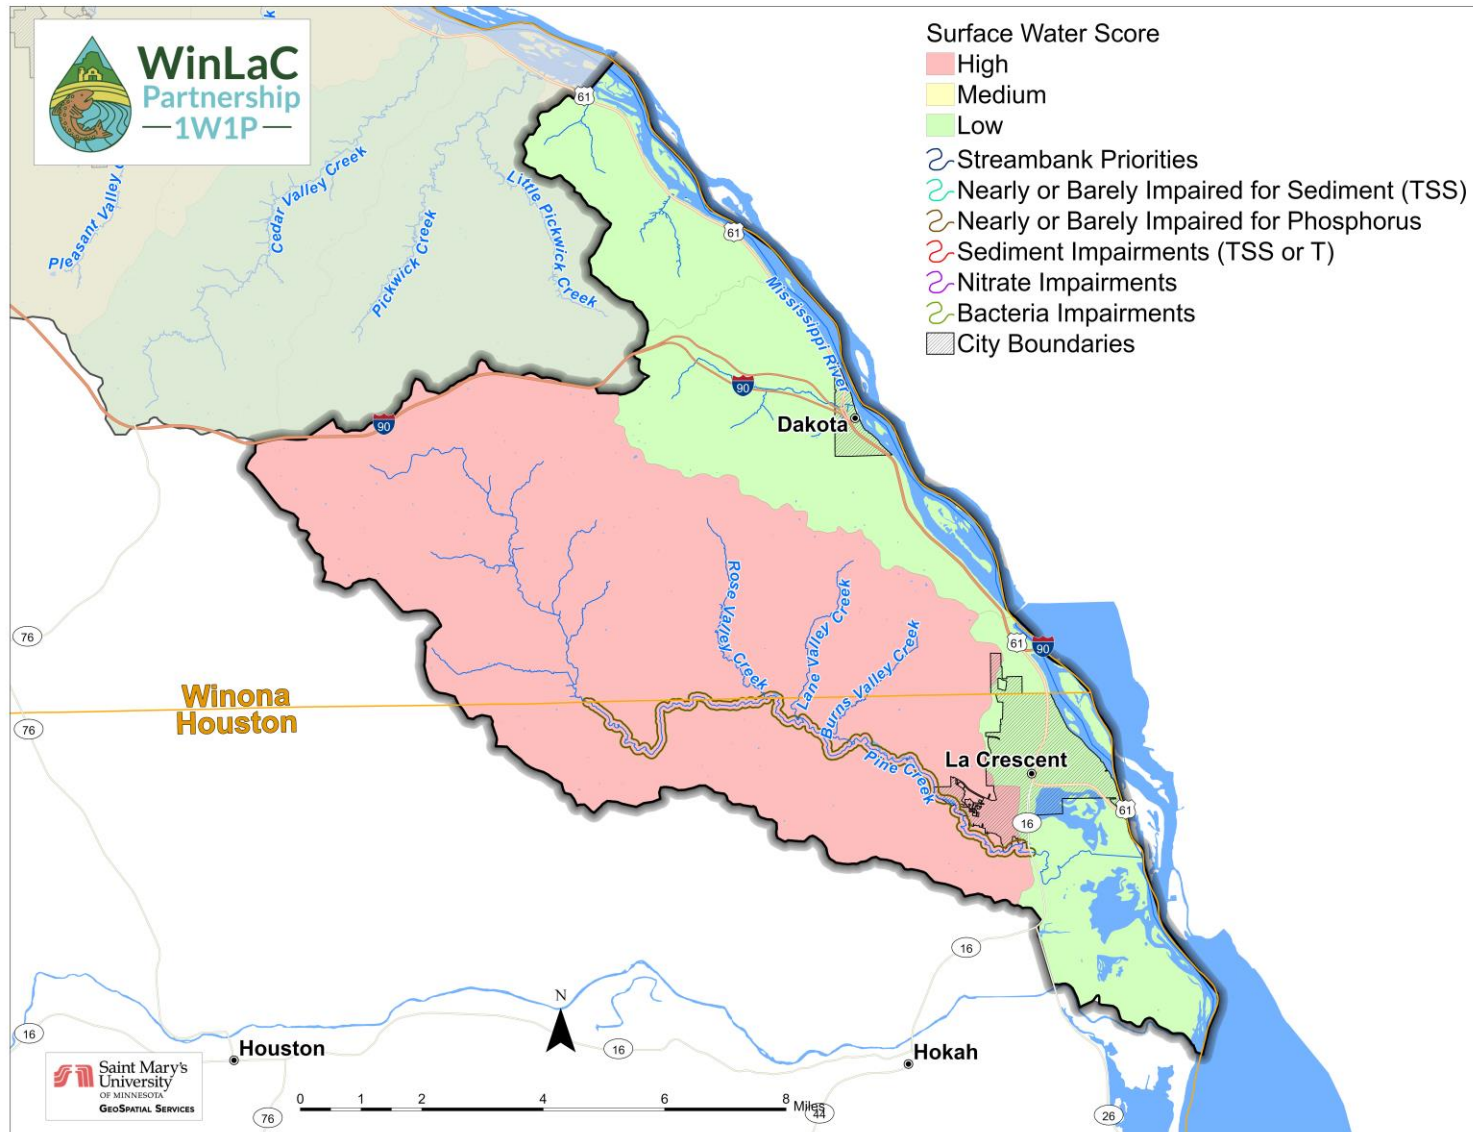 WinLaC
Partnership
1W1P
Surface Water Score
High
Medium
Low
Streambank Priorities
Nearly or Barely Impaired for Sediment (TSS)
Nearly or Barely Impaired for Phosphorus
Sediment Impairments (TSS or T)
Nitrate Impairments
Bacteria Impairments
City Boundaries
k
61
Pleasant Valley C
Cedar Valley Creek
Pickwick Creek
Little Pickwick Creek
61
Mississippi River
90
90
Dakota
Rose Valley Creek
Lane Valley Creek
Burns Valley Creek
61
90
76
Winona
Houston
76
Pine Creek
La Crescent
61
16
16
N
16
Houston
16
Hokah
Saint Mary's
University
OF MINNESOTA
GEOSPATIAL SERVICES
0 1 2 4 6 8 Miles
76
44
26